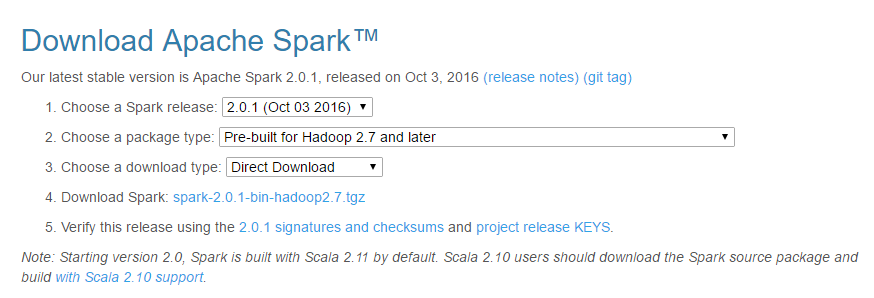 Download Apache Spark™
Our latest stable version is Apache Spark 2.0.1, released on Oct 3, 2016 (release notes) (git tag)
1. Choose a Spark release: 2.0.1 (Oct 03 2016)
2. Choose a package type: Pre-built for Hadoop 2.7 and later
3. Choose a download type: Direct Download
4. Download Spark: spark-2.0.1-bin-hadoop2.7.tgz
5. Verify this release using the 2.0.1 signatures and checksums and project release KEYS.
Note: Starting version 2.0, Spark is built with Scala 2.11 by default. Scala 2.10 users should download the Spark source package and
build with Scala 2.10 support.